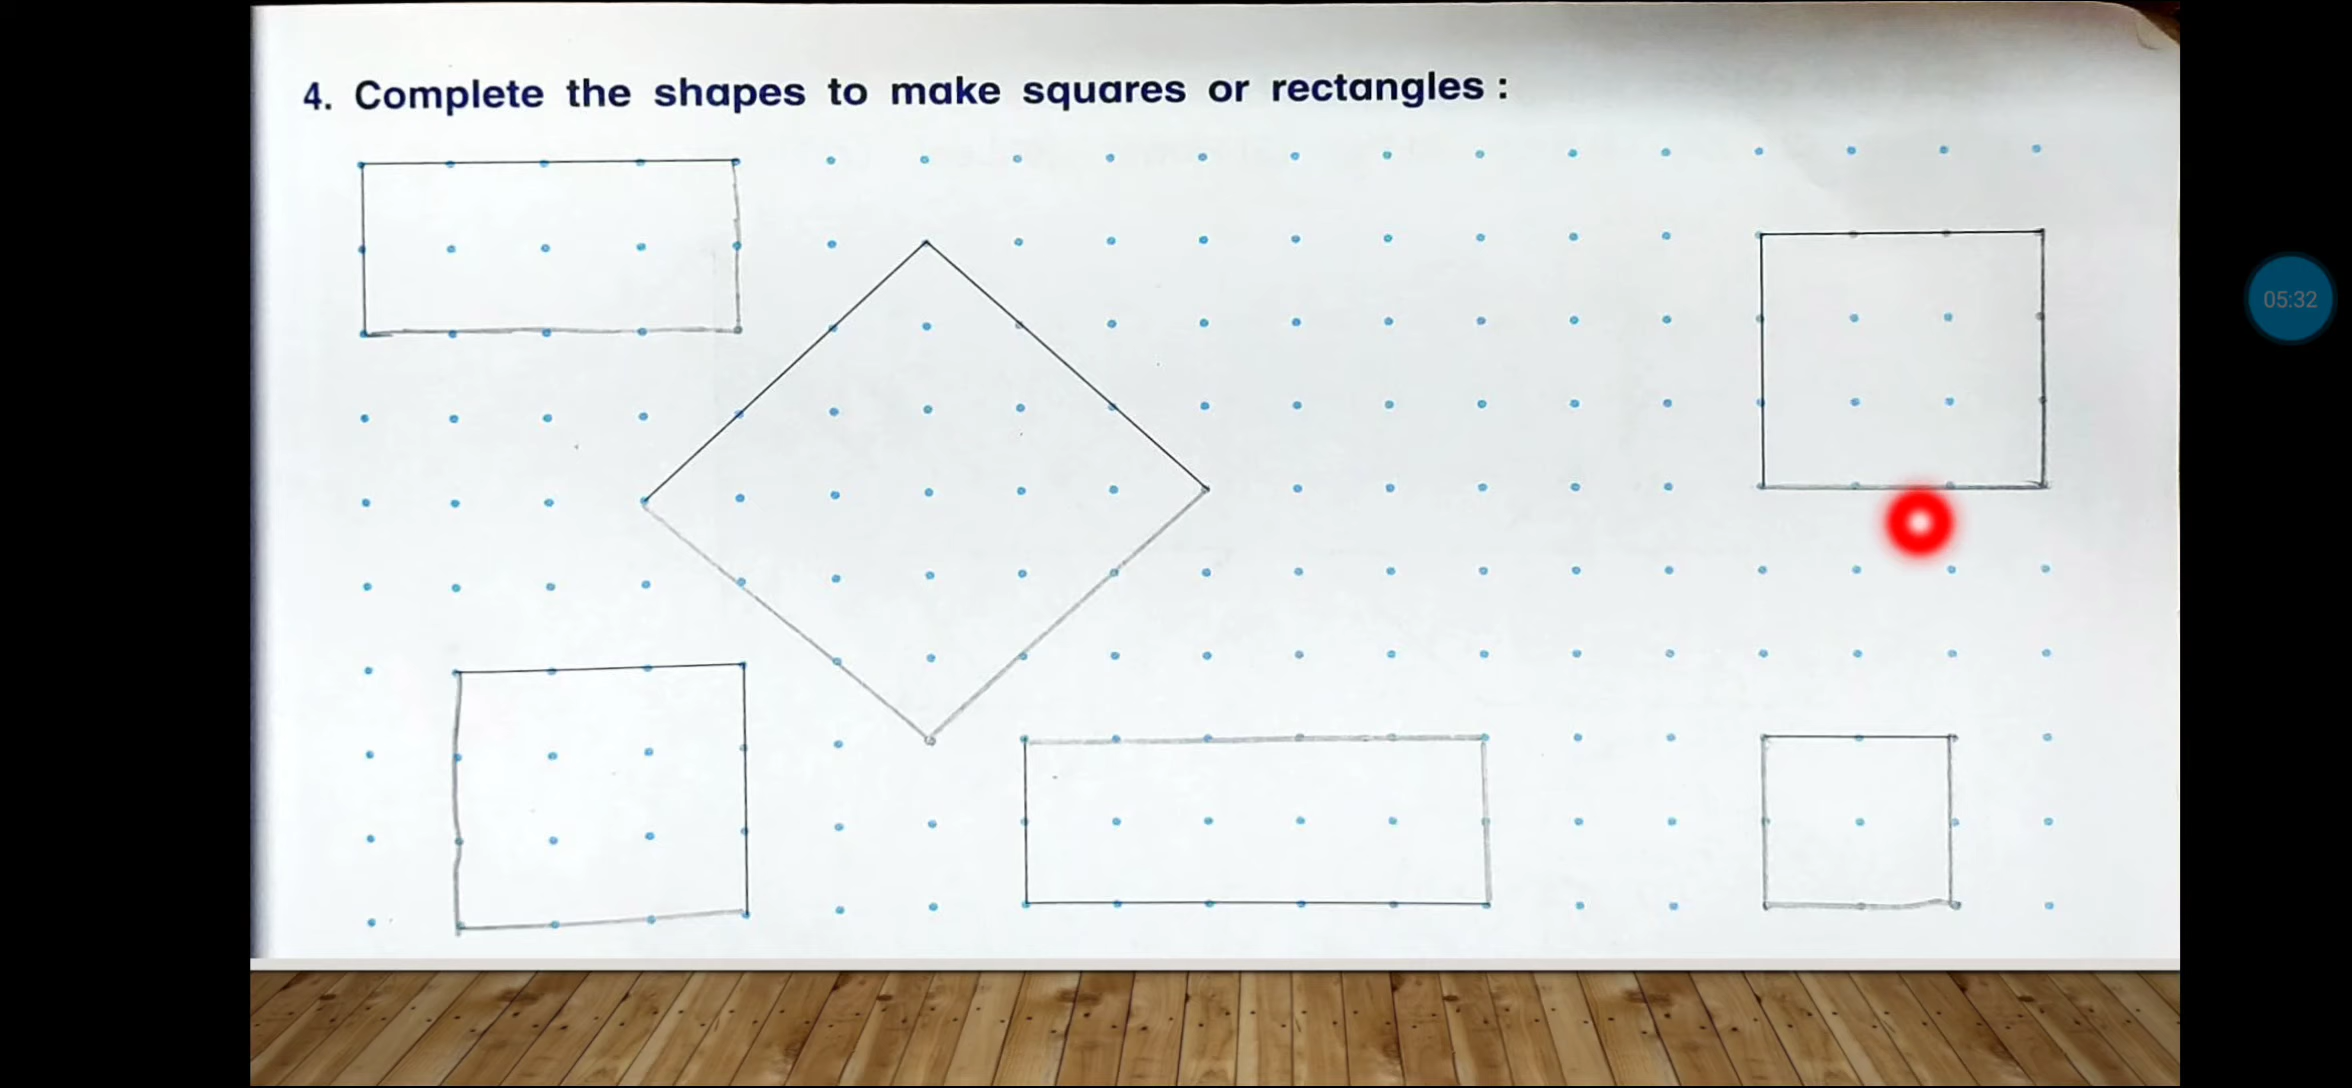 4. Complete the shapes to make squares or rectangles :
05:32